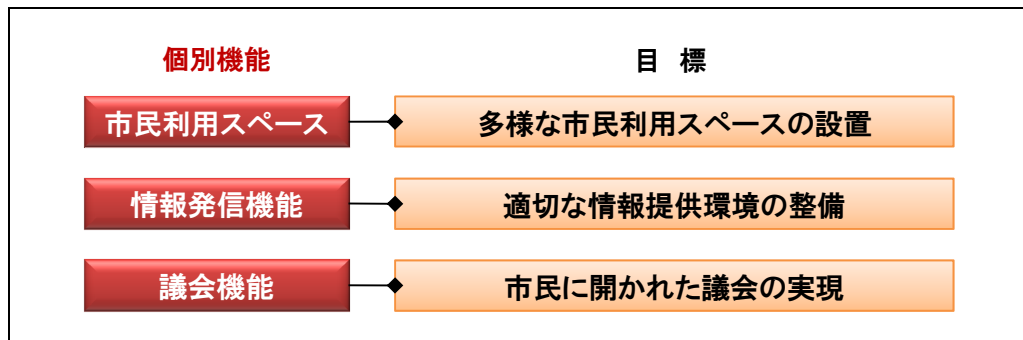 個別機能
目 標
市民利用スペース
多様な市民利用スペースの設置
情報発信機能
適切な情報提供環境の整備
議会機能
市民に開かれた議会の実現